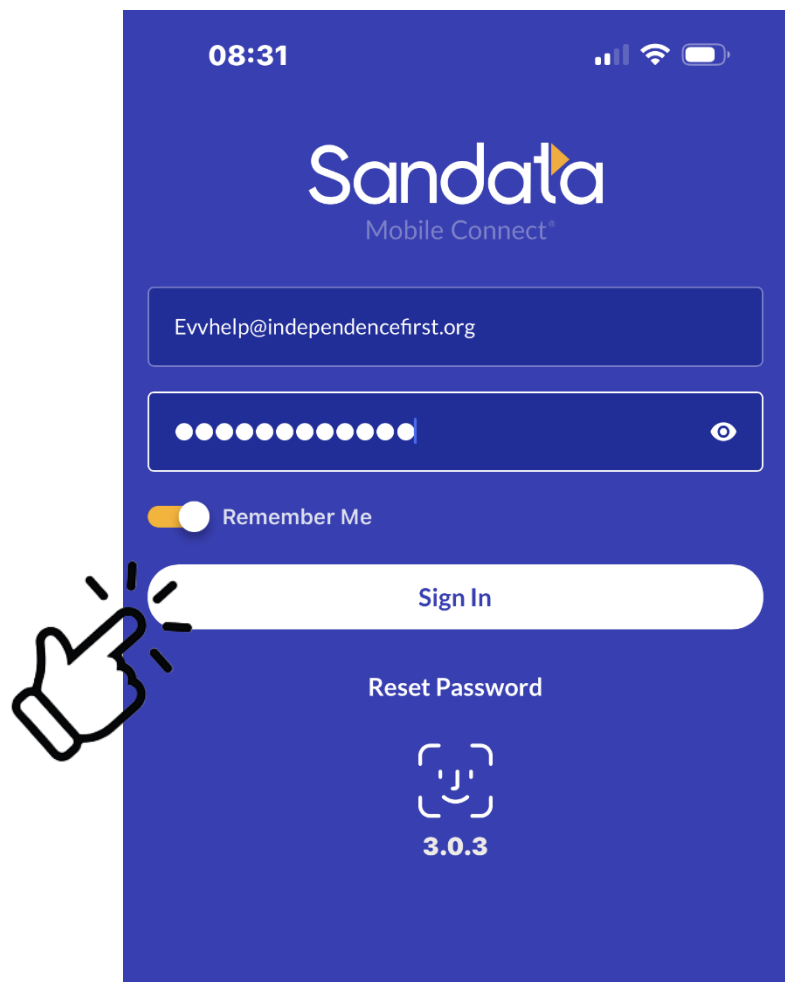 08:31
Sandata
Mobile Connect®
Evvhelp@independencefirst.org
●●●●●●●●●●●●
Remember Me
Sign In
Reset Password
3.0.3